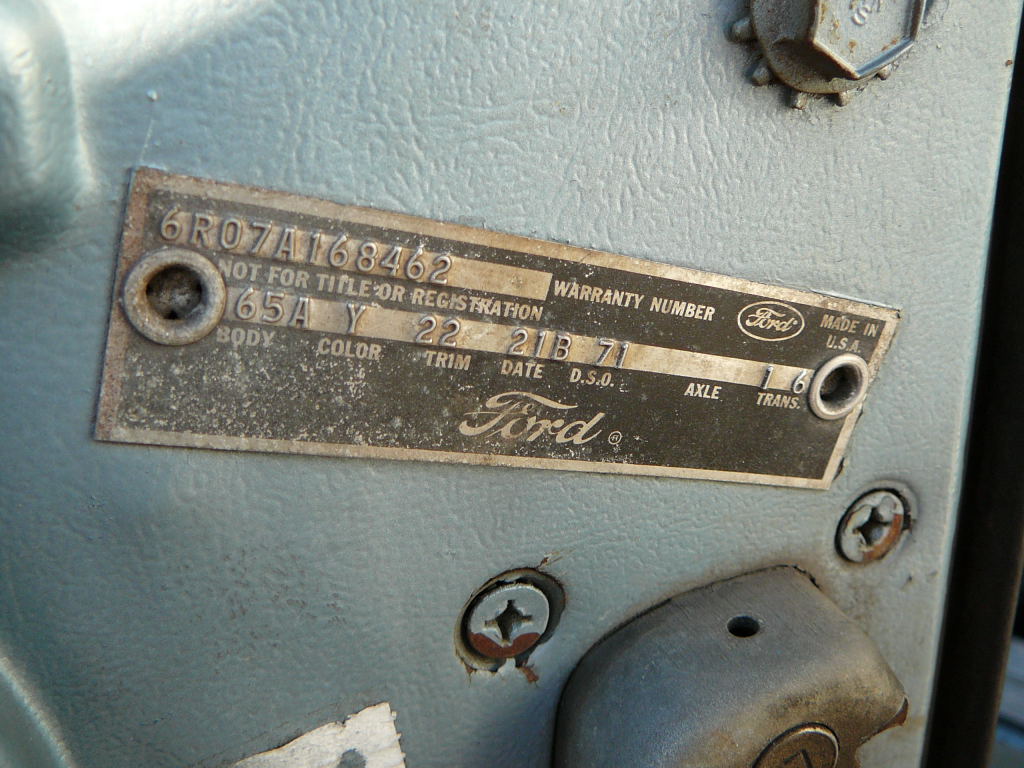 6R07A168462
NOT FOR TITLE OR REGISTRATION
WARRANTY NUMBER
Ford
MADE IN
U.S.A.
65A Y 22 21B 71 1 6
BODY COLOR TRIM DATE D.S.O. AXLE TRANS.
Ford ®